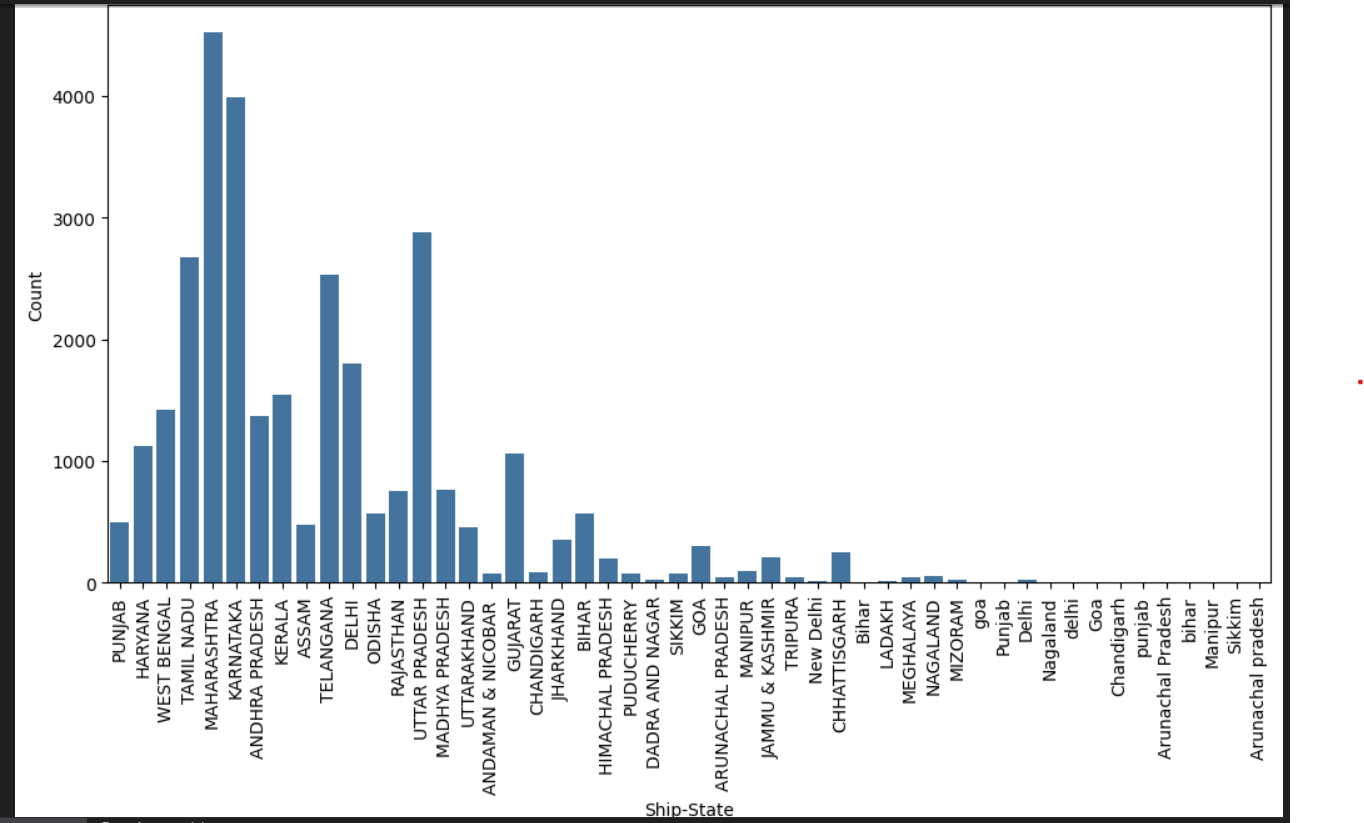 4000
3000
2000
1000
0
Count
PUNJAB
HARYANA
WEST BENGAL
TAMIL NADU
MAHARASHTRA
KARNATAKA
ANDHRA PRADESH
KERALA
ASSAM
TELANGANA
DELHI
ODISHA
RAJASTHAN
UTTAR PRADESH
MADHYA PRADESH
UTTARAKHAND
ANDAMAN & NICOBAR
GUJARAT
CHANDIGARH
JHARKHAND
BIHAR
HIMACHAL PRADESH
PUDUCHERRY
DADRA AND NAGAR
SIKKIM
GOA
ARUNACHAL PRADESH
MANIPUR
JAMMU & KASHMIR
TRIPURA
New Delhi
CHHATTISGARH
Bihar
LADAKH
MEGHALAYA
NAGALAND
MIZORAM
goa
Punjab
Delhi
Nagaland
delhi
Goa
Chandigarh
punjab
Arunachal Pradesh
bihar
Manipur
Sikkim
Arunachal pradesh
Ship-State